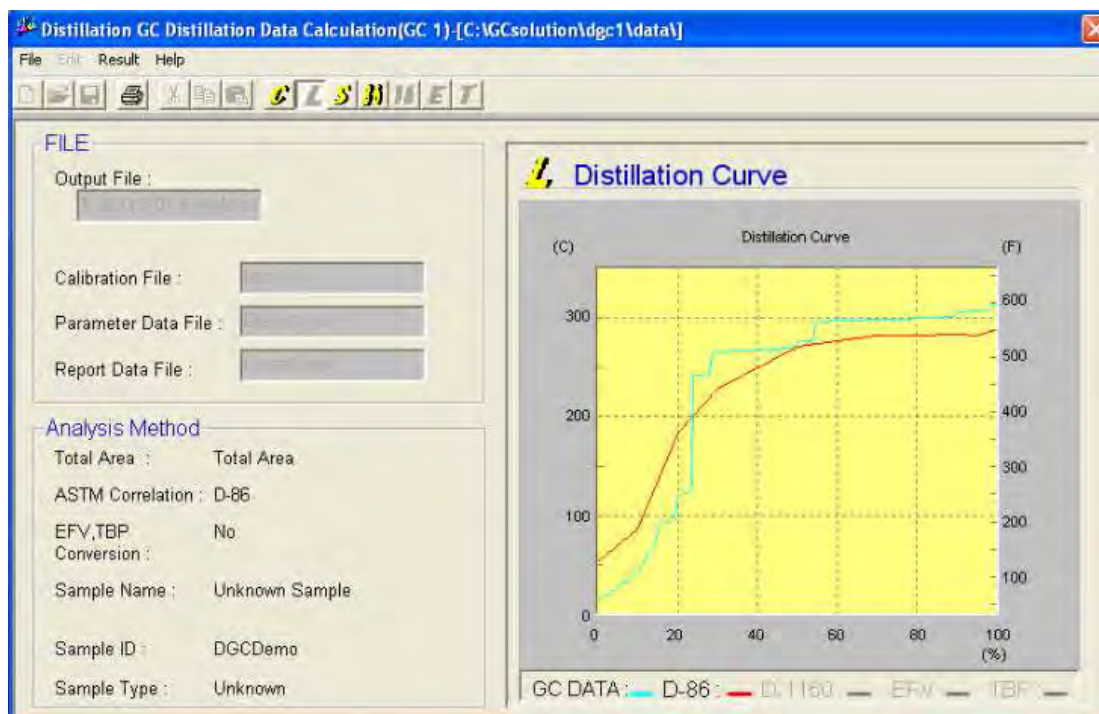 Distillation GC Distillation Data Calculation(GC 1)-[C:\GCsolution\dgc1\data\]
File Edit Result Help
C L S H E T
FILE
Output File :
Calibration File :
Parameter Data File :
Report Data File :
Analysis Method
Total Area : Total Area
ASTM Correlation : D-86
EFV,TBP No
Conversion :
Sample Name : Unknown Sample
Sample ID : DGCDemo
Sample Type : Unknown
Distillation Curve
Distillation Curve
(C) (F)
300 600
500
200 400
300
100 200
100
0
0 20 40 60 80 100
(%)
GC DATA : D-86 : D-1160 EFV TBP